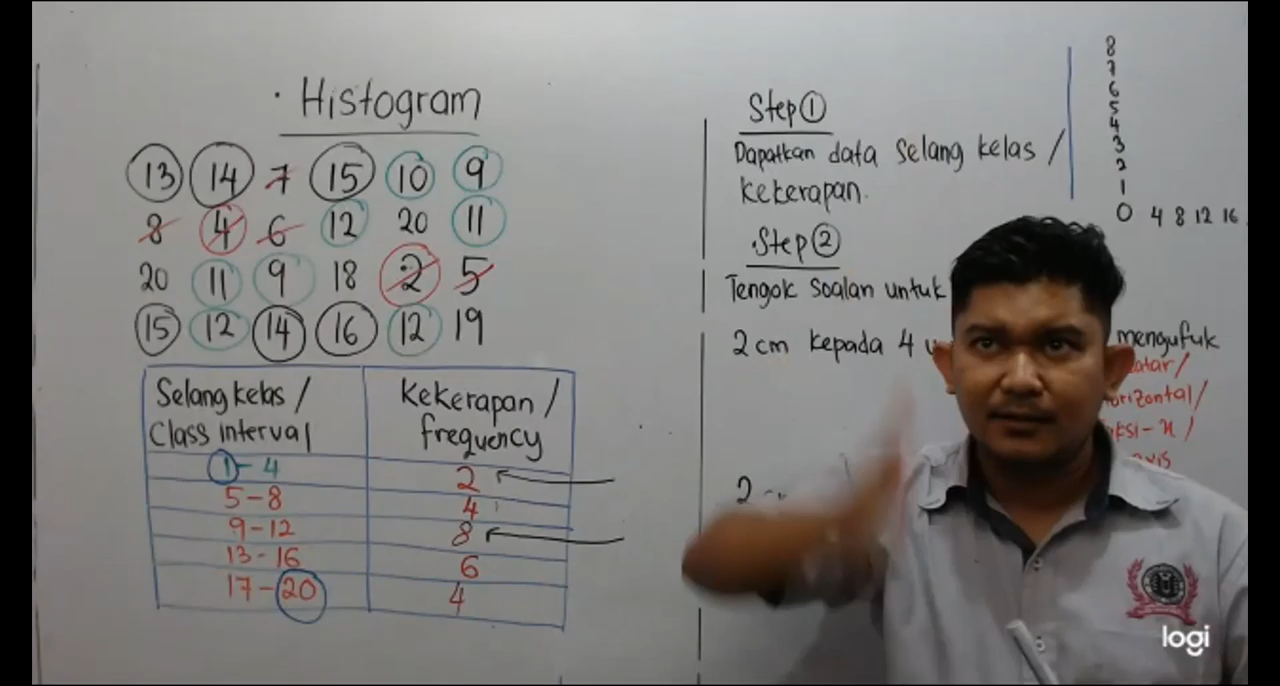 Histogram
13 14 7 15 10 9
8 4 6 12 20 11
20 11 9 18 2 5
15 12 14 16 12 19
Selang kelas / Kekerapan /
Class interval frequency
1 - 4 2
5 - 8 4
9 - 12 8
13 - 16 6
17 - 20 4
Step 1
Dapatkan data selang kelas /
kekerapan.
Step 2
Tengok soalan untuk
2 cm kepada 4
mengufuk
2
8
7
6
5
4
3
2
1
0 4 8 12 16
logi